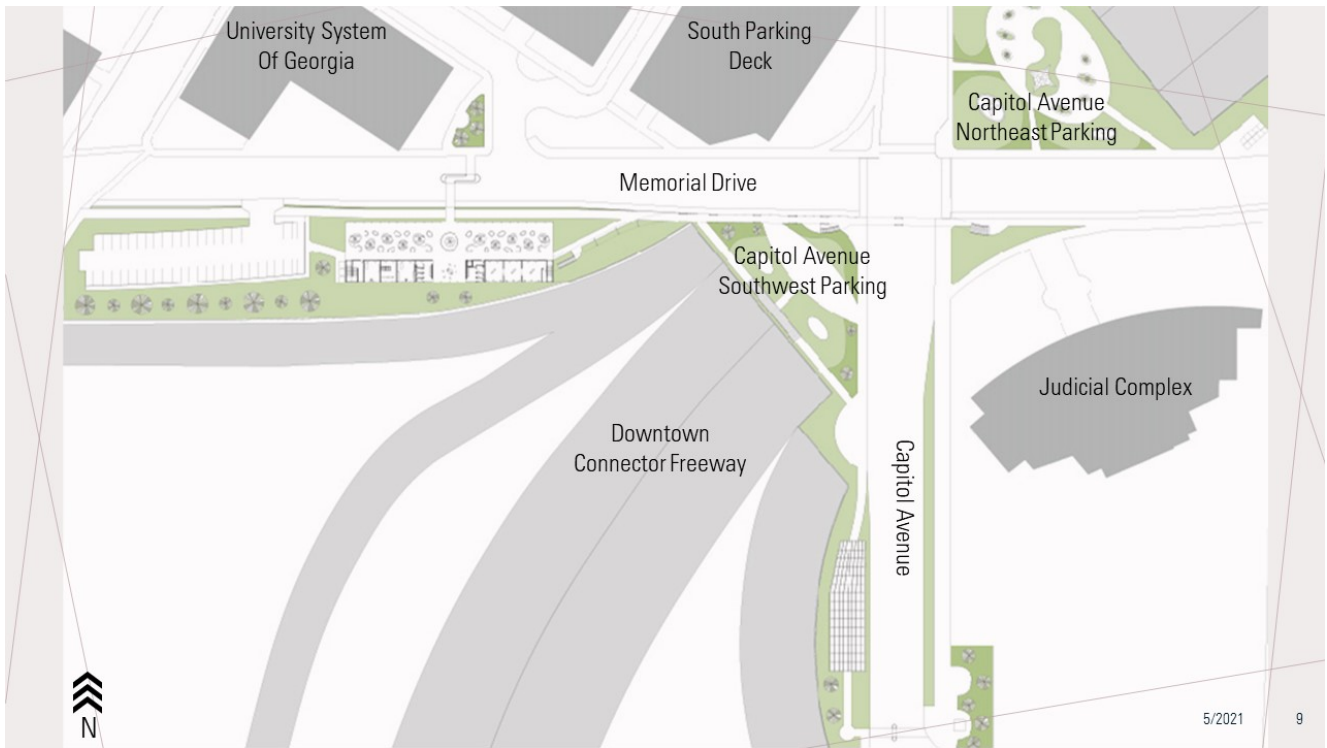 University System
Of Georgia
South Parking
Deck
Capitol Avenue
Northeast Parking
Memorial Drive
Capitol Avenue
Southwest Parking
Judicial Complex
Downtown
Connector Freeway
Capitol Avenue
N
5/2021
9